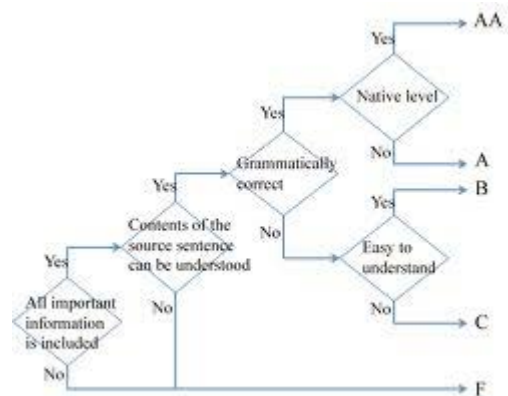 Yes
AA
Native level
Yes
No
A
Grammatically
correct
Yes
B
Yes
Contents of the
source sentence
can be understood
No
Easy to
understand
Yes
All important
information
is included
No
No
C
No
F